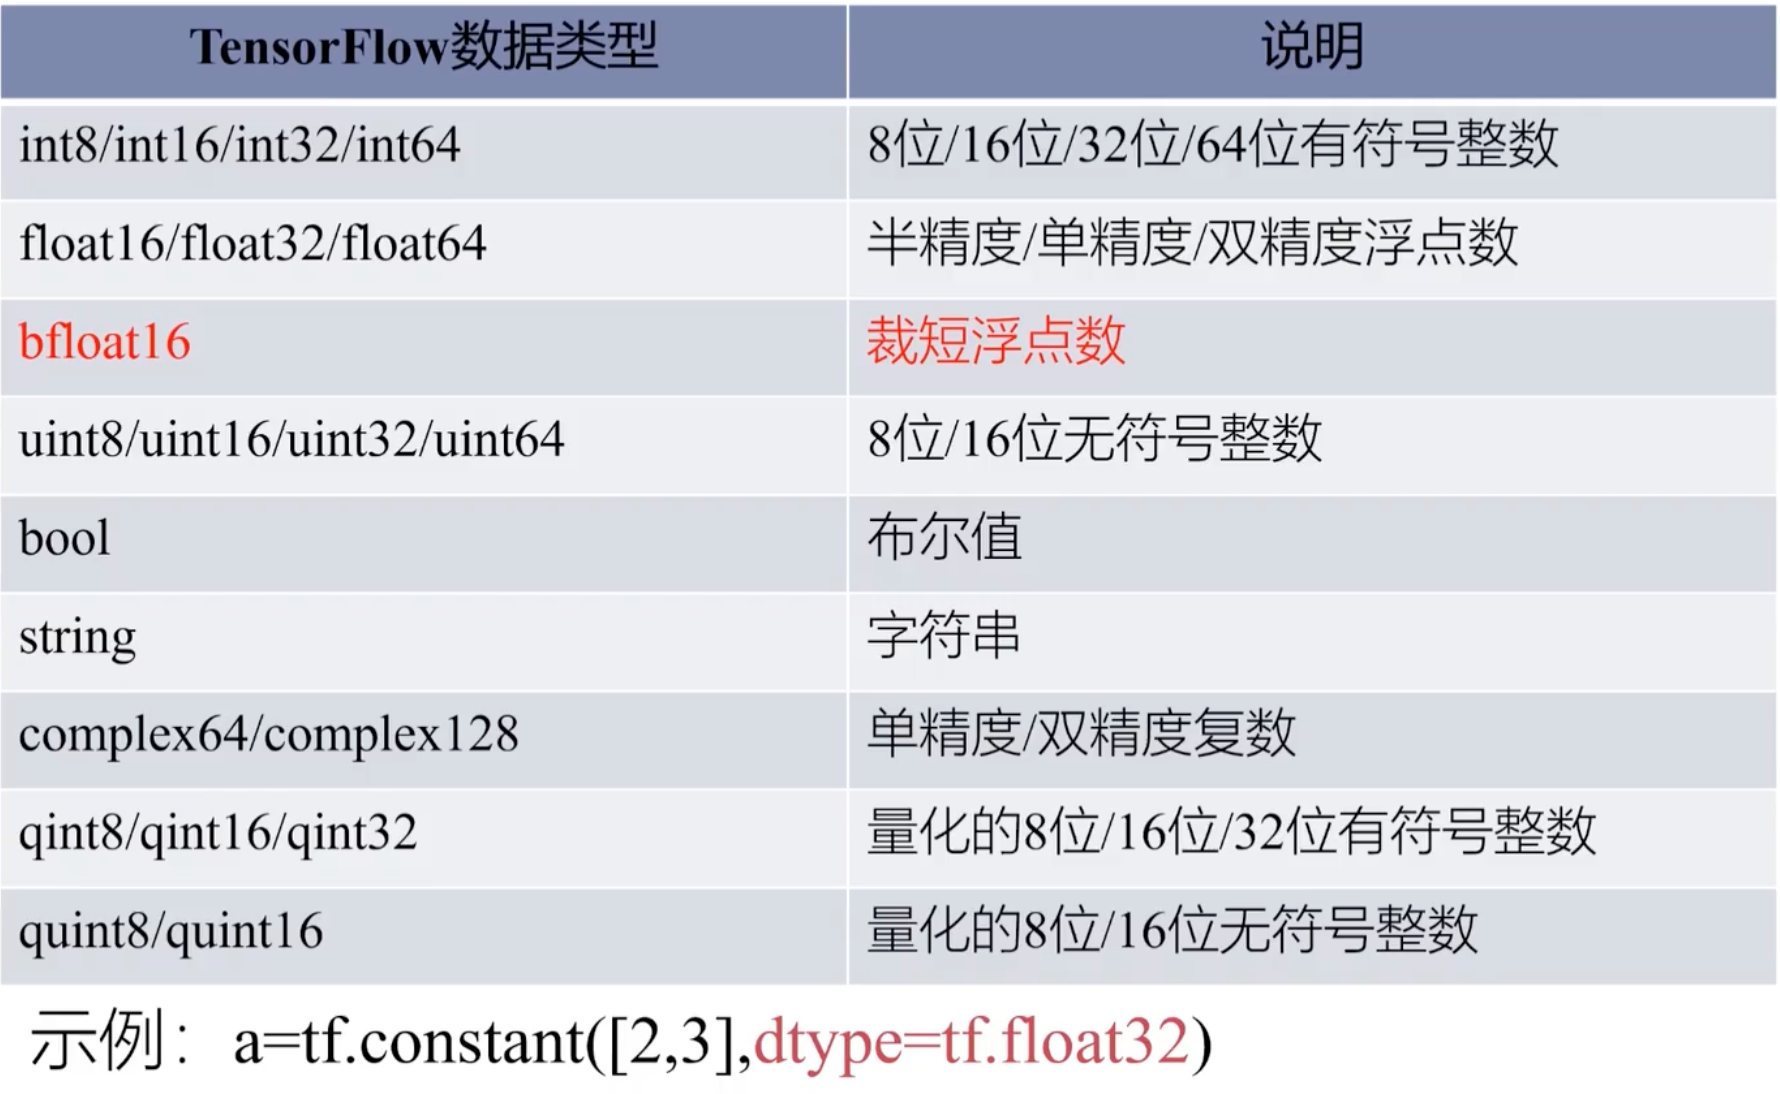 TensorFlow数据类型 说明
int8/int16/int32/int64 8位/16位/32位/64位有符号整数
float16/float32/float64 半精度/单精度/双精度浮点数
bfloat16 裁短浮点数
uint8/uint16/uint32/uint64 8位/16位无符号整数
bool 布尔值
string 字符串
complex64/complex128 单精度/双精度复数
qint8/qint16/qint32 量化的8位/16位/32位有符号整数
quint8/quint16 量化的8位/16位无符号整数
示例：a=tf.constant([2,3],dtype=tf.float32)